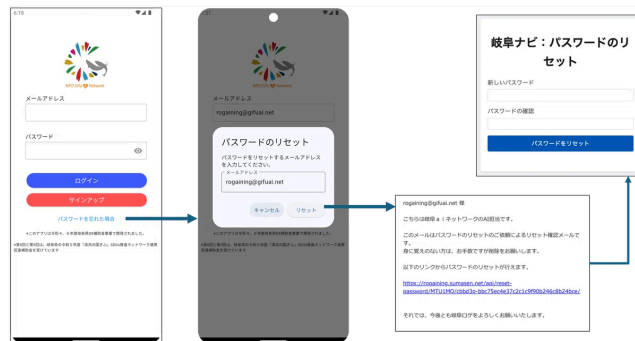 6:19
NPO Gifu Network
メールアドレス
パスワード
ログイン
サインアップ
パスワードを忘れた場合
NPO Gifu Network
メールアドレス
rogaining@gifuai.net
パスワードのリセット
パスワードをリセットするメールアドレス
を入力してください。
メールアドレス
rogaining@gifuai.net
キャンセル
リセット
rogaining@gifuai.net 様
こちらは岐阜ａｉネットワークのAI担当です。
このメールはパスワードのリセットのご依頼によるリセット確認メールで
す。
身に覚えのない方は、お手数ですが削除をお願いします。
以下のリンクからパスワードのリセットが行えます。
https://rogaining.sumasen.net/api/reset-
それでは、今後とも岐阜ロゲをよろしくお願いいたします。
岐阜ナビ：パスワードのリ
セット
新しいパスワード
パスワードの確認
パスワードをリセット